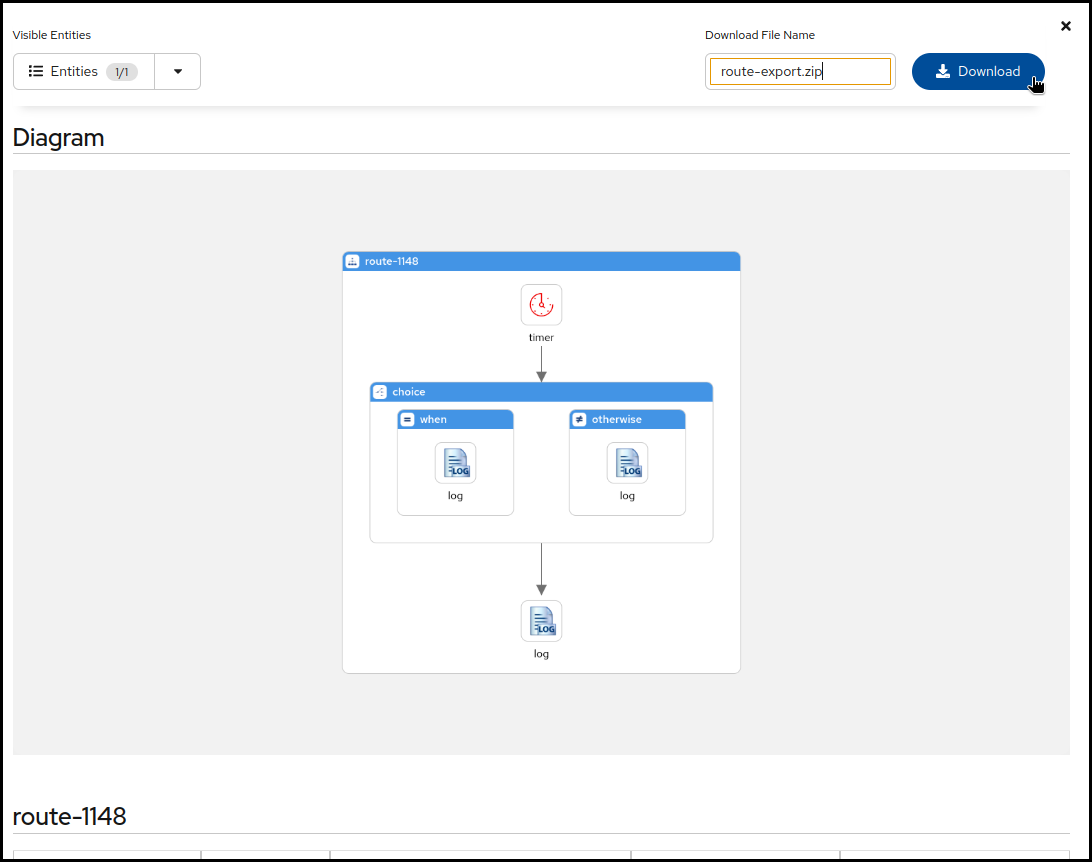 Visible Entities
Download File Name
Entities 1/1
route-export.zip
Download
Diagram
route-1148
timer
choice
when
otherwise
LOG
LOG
log
log
LOG
log
route-1148